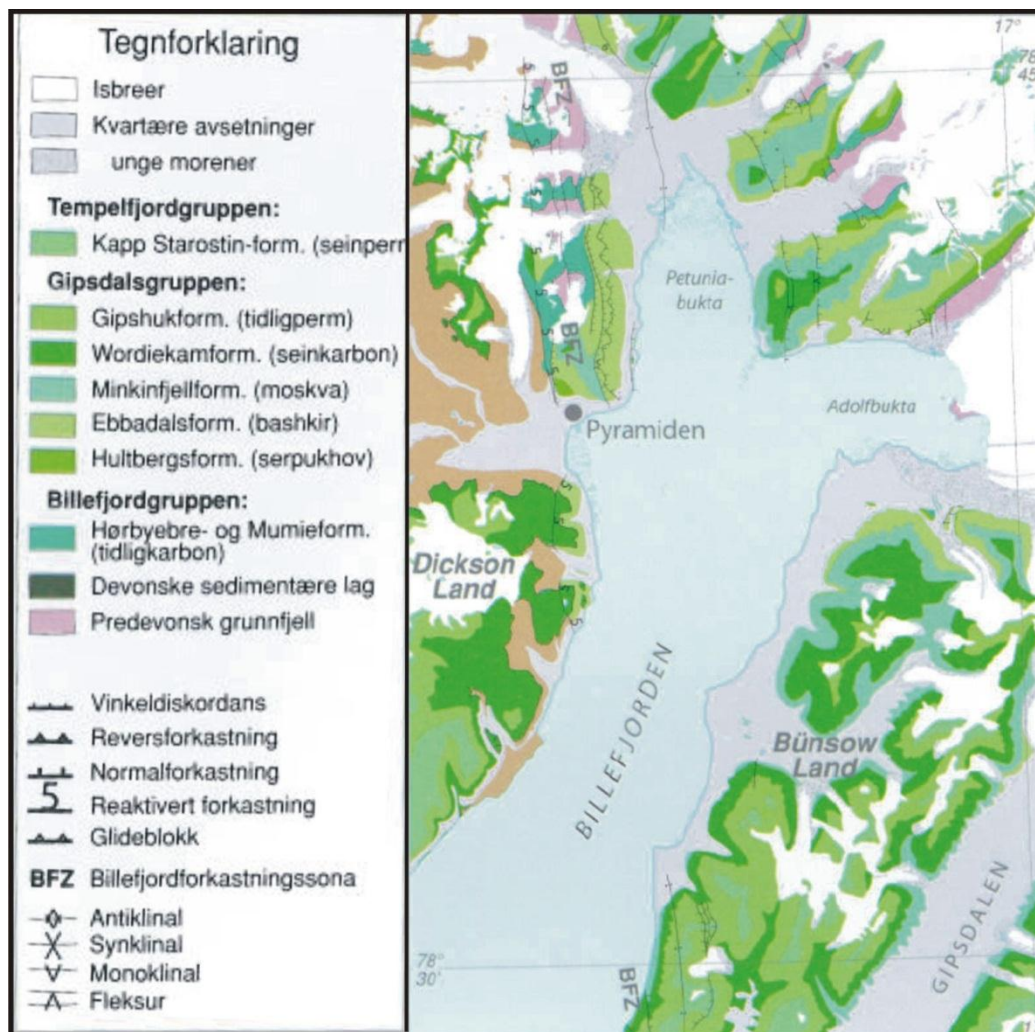 Tegnforklaring
Isbreer
Kvartære avsetninger
unge morener
Tempelfjordgruppen:
Kapp Starostin-form. (seinperr
Gipsdalsgruppen:
Gipshukform. (tidligperm)
Wordiekamform. (seinkarbon)
Minkinfjellform. (moskva)
Ebbadalsform. (bashkir)
Hultbergsform. (serpukhov)
Billefjordgruppen:
Hørbyebre- og Mumieform.
(tidligkarbon)
Devonske sedimentære lag
Predevonsk grunnfjell
Vinkeldiskordans
Reversforkastning
Normalforkastning
5 Reaktivert forkastning
Glideblokk
BFZ Billefjordforkastningssona
Antiklinal
Synklinal
Monoklinal
Fleksur
17°
78°
45
BFZ
Petunia-
bukta
BFZ
Adolfbukta
Pyramiden
Dickson
Land
BILLEFJORDEN
Bünsow
Land
GIPSDALEN
78°
30'
BFZ